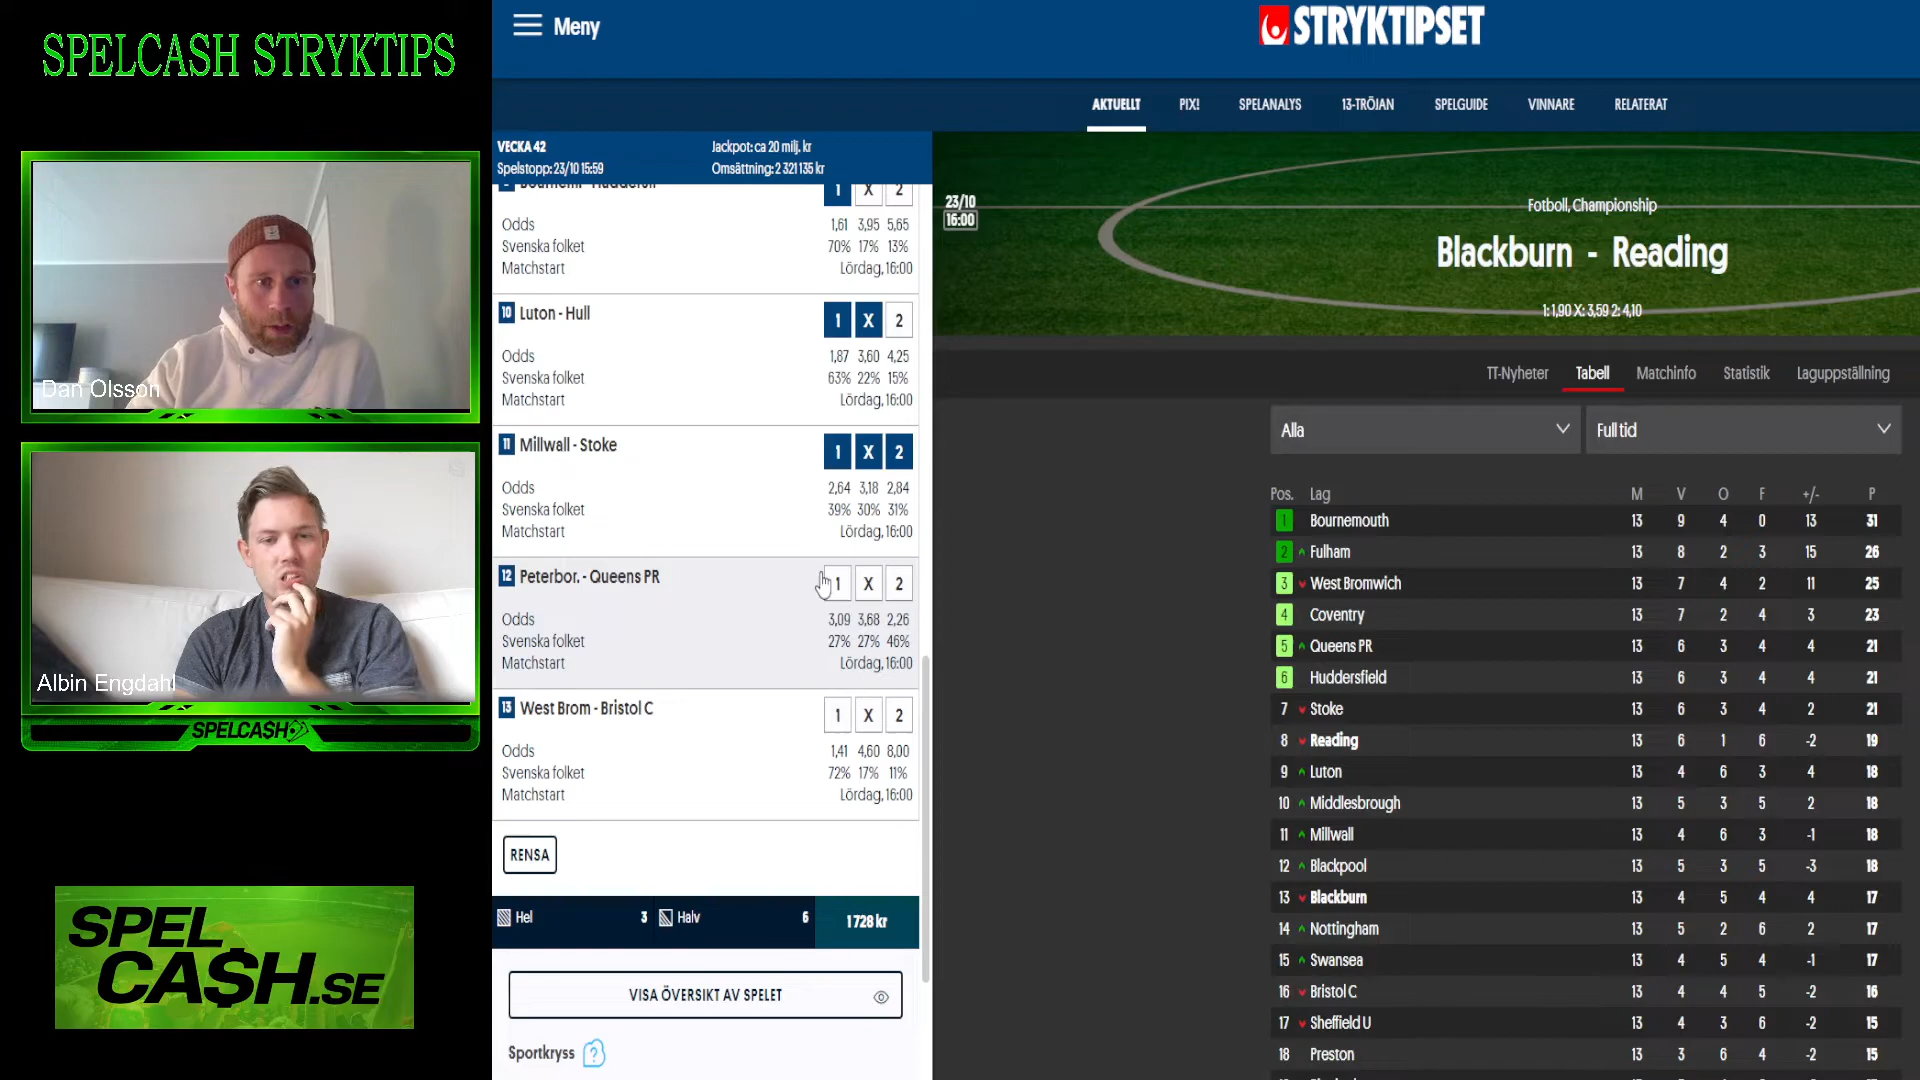 SPELCASH STRYKTIPS
Dan Olsson
Albin Engdahl
SPELCA$H
SPEL
CA$H.SE
Meny
STRYKTIPSET
AKTUELLT PIX! SPELANALYS 13-TRÖJAN SPELGUIDE VINNARE RELATERAT
VECKA 42 Jackpot: ca 20 milj. kr
Spelstopp: 23/10 15:59 Omsättning: 2 321 135 kr
1 X 2
Odds 1,61 3,95 5,65
Svenska folket 70% 17% 13%
Matchstart Lördag, 16:00
10 Luton - Hull 1 X 2
Odds 1,87 3,60 4,25
Svenska folket 63% 22% 15%
Matchstart Lördag, 16:00
11 Millwall - Stoke 1 X 2
Odds 2,64 3,18 2,84
Svenska folket 39% 30% 31%
Matchstart Lördag, 16:00
12 Peterbor. - Queens PR 1 X 2
Odds 3,09 3,68 2,26
Svenska folket 27% 27% 46%
Matchstart Lördag, 16:00
13 West Brom - Bristol C 1 X 2
Odds 1,41 4,60 8,00
Svenska folket 72% 17% 11%
Matchstart Lördag, 16:00
RENSA
Hel 3 Halv 6 1 728 kr
VISA ÖVERSIKT AV SPELET
Sportkryss ?
23/10
16:00
Fotboll, Championship
Blackburn - Reading
1: 1,90 X: 3,59 2: 4,10
TT-Nyheter Tabell Matchinfo Statistik Laguppställning
Alla Full tid
Pos. Lag M V O F +/- P
1 Bournemouth 13 9 4 0 13 31
2 Fulham 13 8 2 3 15 26
3 West Bromwich 13 7 4 2 11 25
4 Coventry 13 7 2 4 3 23
5 Queens PR 13 6 3 4 4 21
6 Huddersfield 13 6 3 4 4 21
7 Stoke 13 6 3 4 2 21
8 Reading 13 6 1 6 -2 19
9 Luton 13 4 6 3 4 18
10 Middlesbrough 13 5 3 5 2 18
11 Millwall 13 4 6 3 -1 18
12 Blackpool 13 5 3 5 -3 18
13 Blackburn 13 4 5 4 4 17
14 Nottingham 13 5 2 6 2 17
15 Swansea 13 4 5 4 -1 17
16 Bristol C 13 4 4 5 -2 16
17 Sheffield U 13 4 3 6 -2 15
18 Preston 13 3 6 4 -2 15